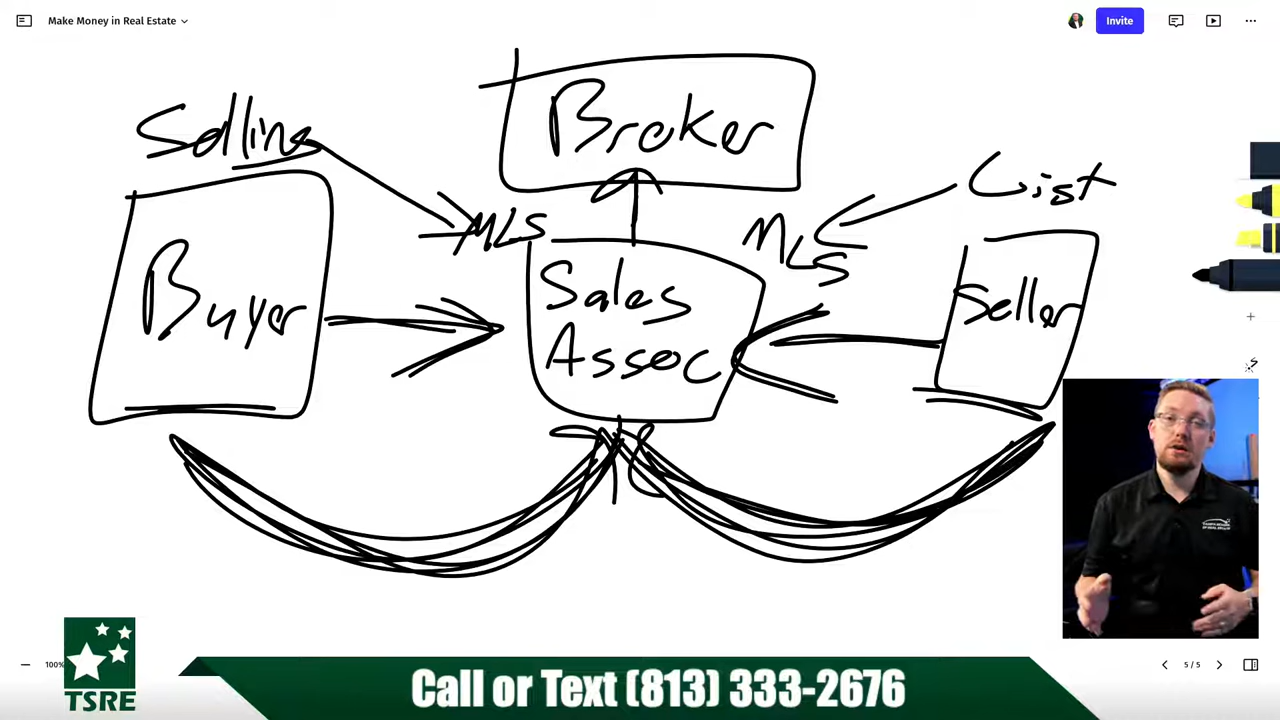 Make Money in Real Estate
Invite
Broker
Selling
List
MLS
MLS
Buyer
Sales
Assoc
Seller
100%
5 / 5
TSRE
Call or Text (813) 333-2676